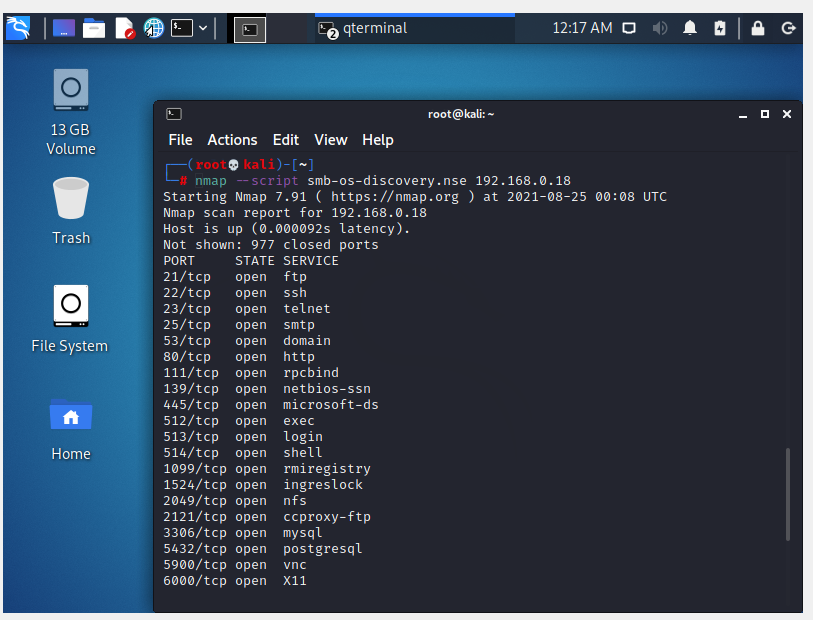 qterminal
12:17 AM
2
13 GB
Volume
Trash
File System
Home
root@kali: ~
File Actions Edit View Help
┌──(root💀kali)-[~]
└─# nmap --script smb-os-discovery.nse 192.168.0.18
Starting Nmap 7.91 ( https://nmap.org ) at 2021-08-25 00:08 UTC
Nmap scan report for 192.168.0.18
Host is up (0.000092s latency).
Not shown: 977 closed ports
PORT     STATE SERVICE
21/tcp   open  ftp
22/tcp   open  ssh
23/tcp   open  telnet
25/tcp   open  smtp
53/tcp   open  domain
80/tcp   open  http
111/tcp  open  rpcbind
139/tcp  open  netbios-ssn
445/tcp  open  microsoft-ds
512/tcp  open  exec
513/tcp  open  login
514/tcp  open  shell
1099/tcp open  rmiregistry
1524/tcp open  ingreslock
2049/tcp open  nfs
2121/tcp open  ccproxy-ftp
3306/tcp open  mysql
5432/tcp open  postgresql
5900/tcp open  vnc
6000/tcp open  X11